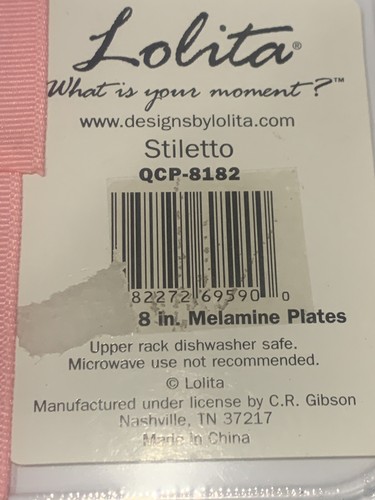 Lolita®
What is your moment?™
www.designsbylolita.com
Stiletto
QCP-8182
82272 69590 0
8 in. Melamine Plates
Upper rack dishwasher safe.
Microwave use not recommended.
© Lolita
Manufactured under license by C.R. Gibson
Nashville, TN 37217
Made in China